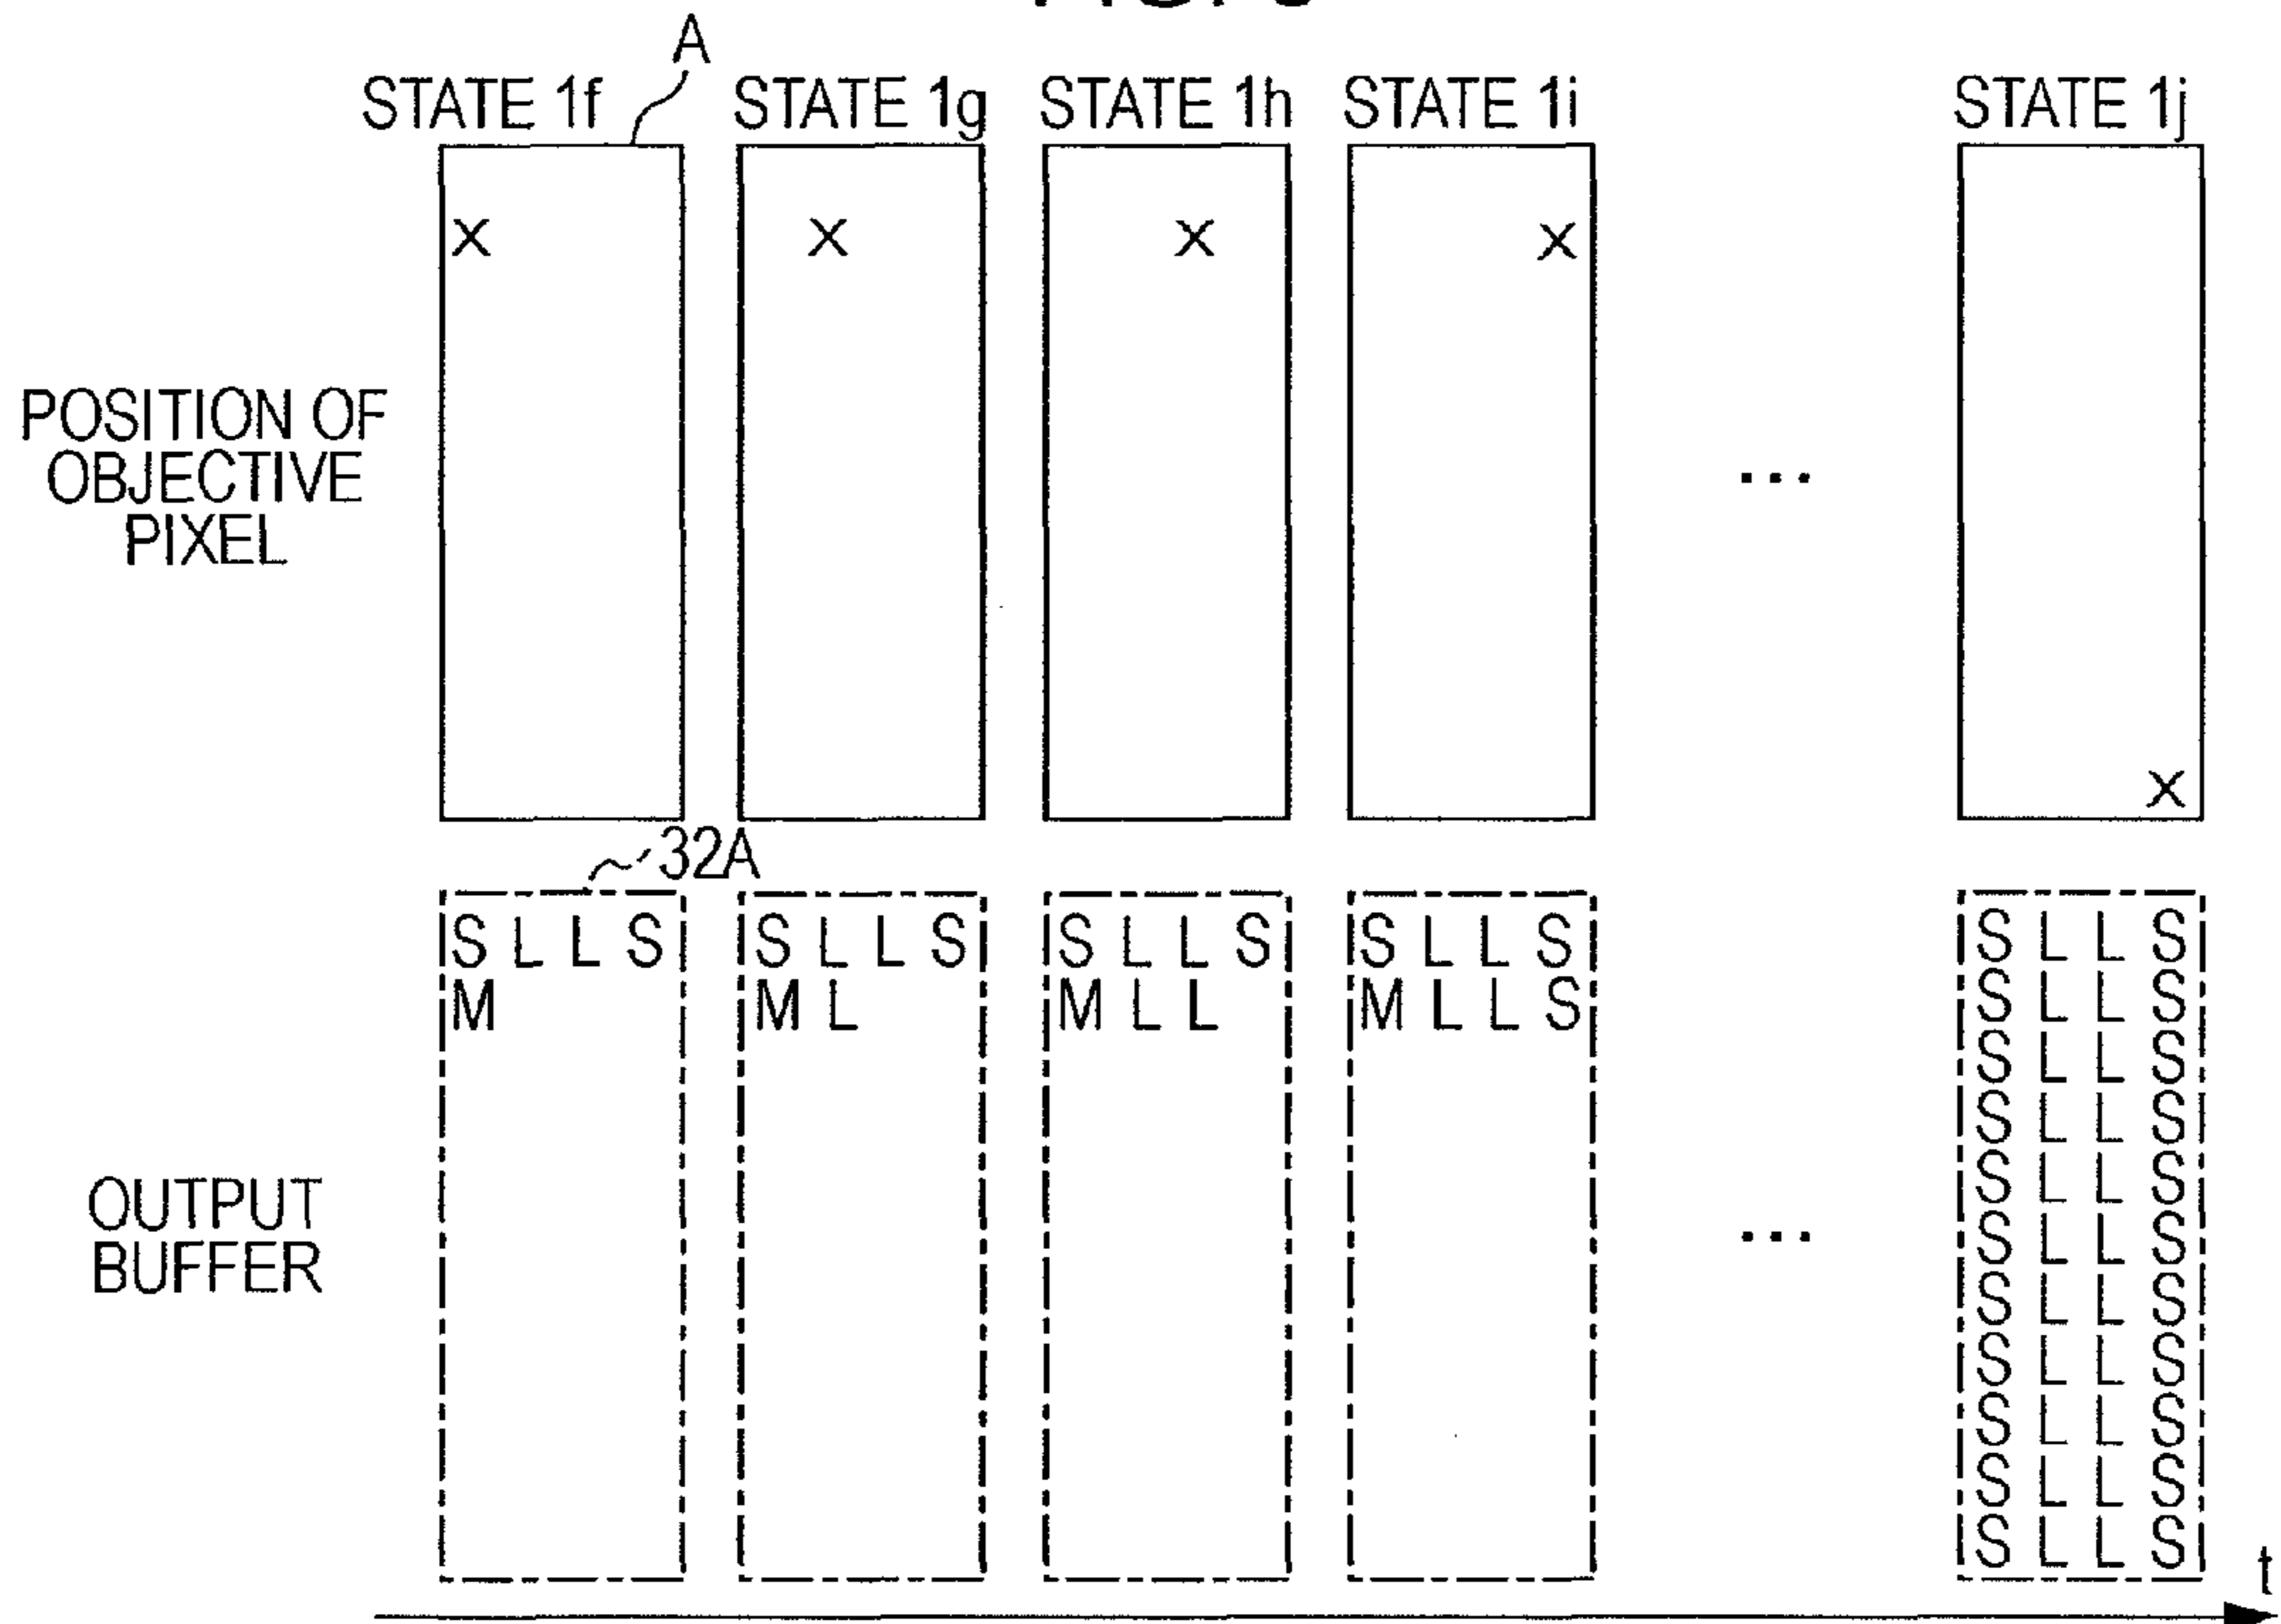 A
STATE 1f STATE 1g STATE 1h STATE 1i STATE 1j
X X X X
POSITION OF
OBJECTIVE
PIXEL
...
X
32A
S L L S S L L S S L L S S L L S S L L S
M M L M L L M L L S S L L S
S L L S
S L L S
S L L S
OUTPUT
BUFFER
...
S L L S
S L L S
S L L S
S L L S
S L L S
S L L S
t